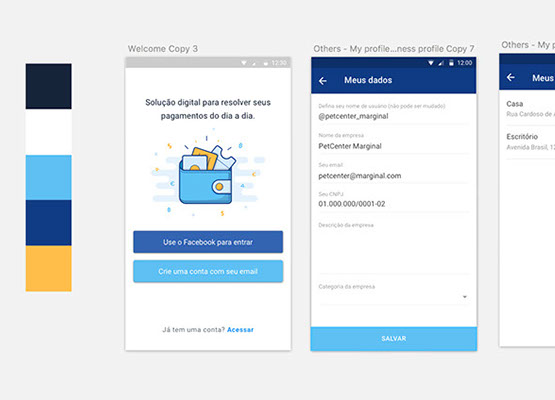 Welcome Copy 3
12:30
Solução digital para resolver seus
pagamentos do dia a dia.
Use o Facebook para entrar
Crie uma conta com seu email
Já tem uma conta? Acessar
Others - My profile...ness profile Copy 7
12:00
Meus dados
Defina seu nome de usuário (não pode ser mudado)
@petcenter_marginal
Nome da empresa
PetCenter Marginal
Seu email
petcenter@marginal.com
Seu CNPJ
01.000.000/0001-02
Descrição da empresa
Categoria da empresa
SALVAR
Others - My p
Meus
Casa
Rua Cardoso de
Escritório
Avenida Brasil, 12